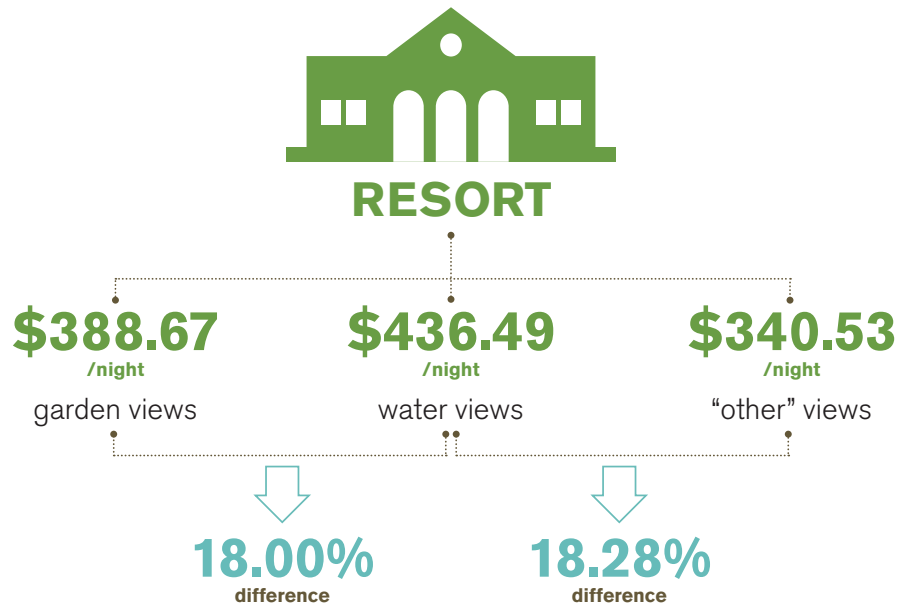 RESORT
$388.67 $436.49 $340.53
/night /night /night
garden views water views “other” views
18.00% 18.28%
difference difference